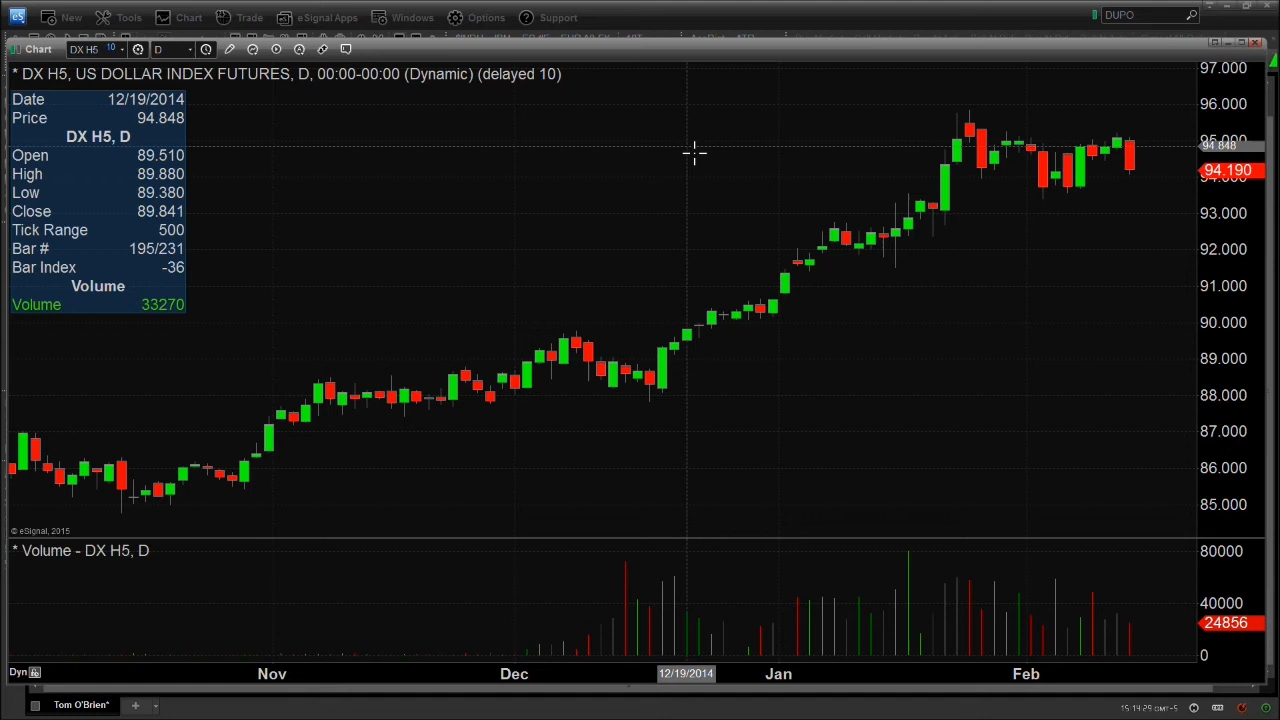 New Tools Chart Trade eSignal Apps Windows Options Support DUPO
Chart DX H5 10 D
* DX H5, US DOLLAR INDEX FUTURES, D, 00:00-00:00 (Dynamic) (delayed 10)
Date 12/19/2014
Price 94.848
DX H5, D
Open 89.510
High 89.880
Low 89.380
Close 89.841
Tick Range 500
Bar # 195/231
Bar Index -36
Volume
Volume 33270
97.000
96.000
95.000
94.848
94.190
94.000
93.000
92.000
91.000
90.000
89.000
88.000
87.000
86.000
85.000
© eSignal, 2015
* Volume - DX H5, D
80000
40000
24856
0
Dyn Nov Dec 12/19/2014 Jan Feb
Tom O'Brien* +
15:14:29 GMT-5